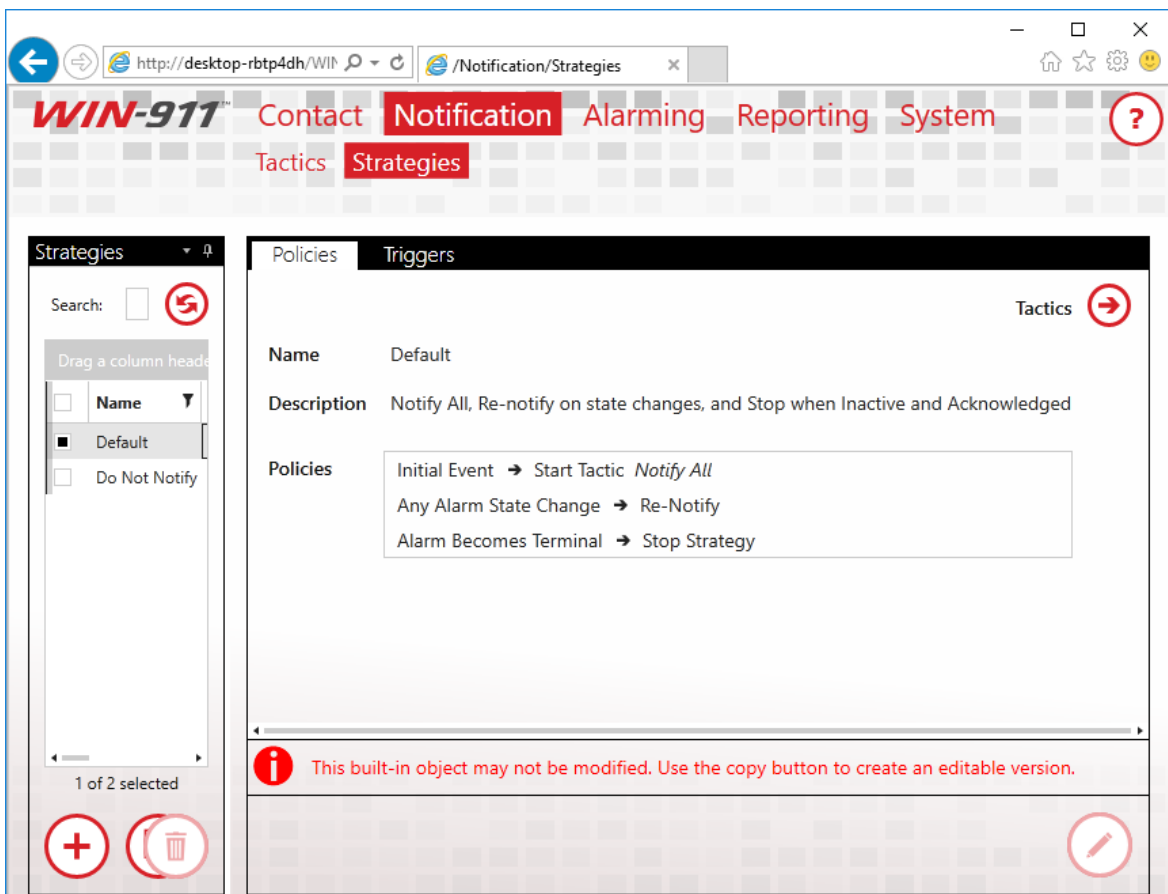 http://desktop-rbtp4dh/WIN
/Notification/Strategies
WIN-911™
Contact Notification Alarming Reporting System
?
Tactics Strategies
Strategies
Search:
Drag a column heade
Name
Default
Do Not Notify
1 of 2 selected
Policies Triggers
Tactics
Name Default
Description Notify All, Re-notify on state changes, and Stop when Inactive and Acknowledged
Policies
Initial Event ➔ Start Tactic Notify All
Any Alarm State Change ➔ Re-Notify
Alarm Becomes Terminal ➔ Stop Strategy
This built-in object may not be modified. Use the copy button to create an editable version.